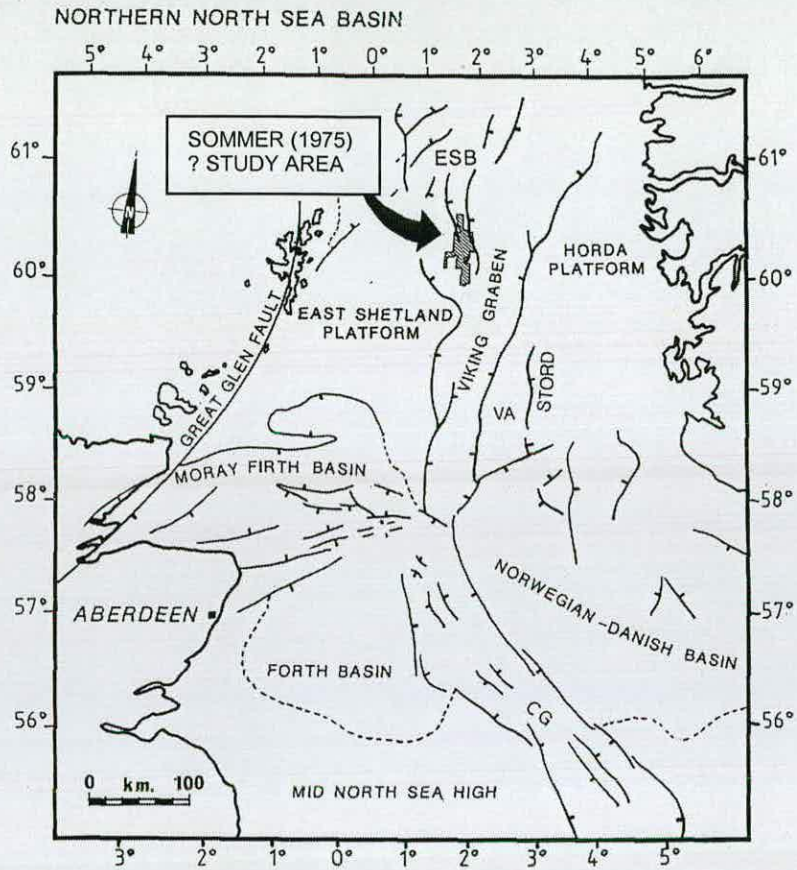 NORTHERN NORTH SEA BASIN
5° 4° 3° 2° 1° 0° 1° 2° 3° 4° 5° 6°
SOMMER (1975)
? STUDY AREA
ESB
61° 61°
N
HORDA
PLATFORM
60° 60°
EAST SHETLAND
PLATFORM
VIKING GRABEN
GREAT GLEN FAULT
59° 59°
VA
STORD
MORAY FIRTH BASIN
58° 58°
NORWEGIAN-DANISH BASIN
57° 57°
ABERDEEN
FORTH BASIN
CG
56° 56°
0 km. 100
MID NORTH SEA HIGH
3° 2° 1° 0° 1° 2° 3° 4° 5°